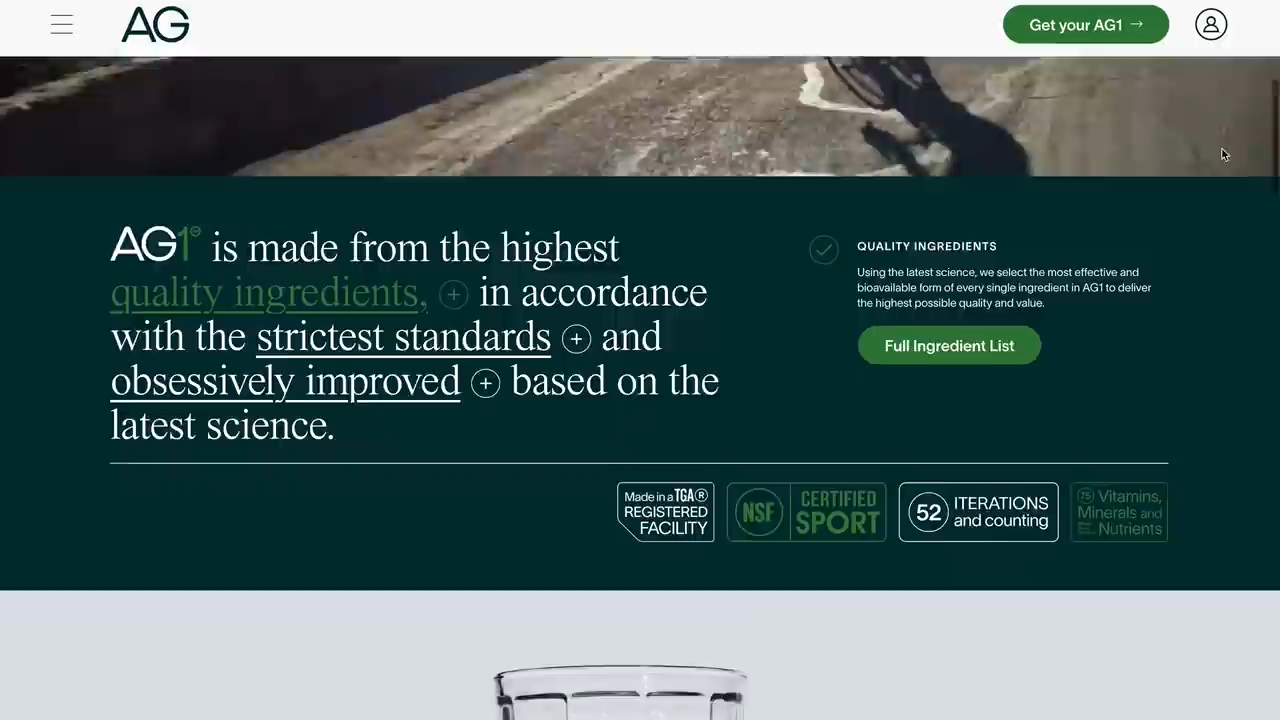 AG
Get your AG1 →
AG1 is made from the highest
quality ingredients, + in accordance
with the strictest standards + and
obsessively improved + based on the
latest science.
QUALITY INGREDIENTS
Using the latest science, we select the most effective and
bioavailable form of every single ingredient in AG1 to deliver
the highest possible quality and value.
Full Ingredient List
Made in a TGA®
REGISTERED
FACILITY
NSF
CERTIFIED
SPORT
52
ITERATIONS
and counting
75 Vitamins,
Minerals and
Nutrients